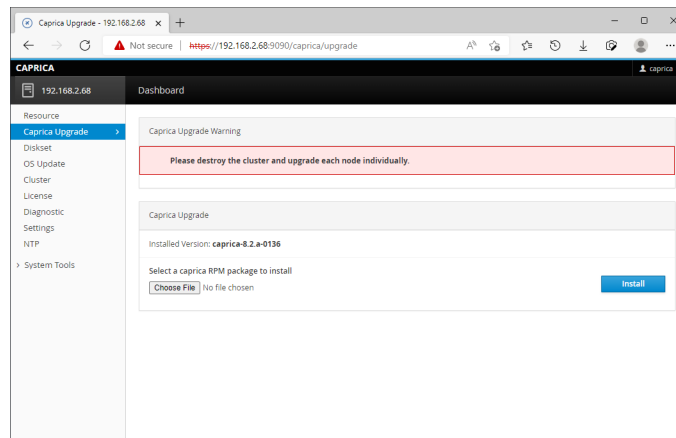 Caprica Upgrade - 192.168.2.68
Not secure https://192.168.2.68:9090/caprica/upgrade
CAPRICA
caprica
192.168.2.68
Dashboard
Resource
Caprica Upgrade
Diskset
OS Update
Cluster
License
Diagnostic
Settings
NTP
System Tools
Caprica Upgrade Warning
Please destroy the cluster and upgrade each node individually.
Caprica Upgrade
Installed Version: caprica-8.2.a-0136
Select a caprica RPM package to install
Choose File No file chosen
Install